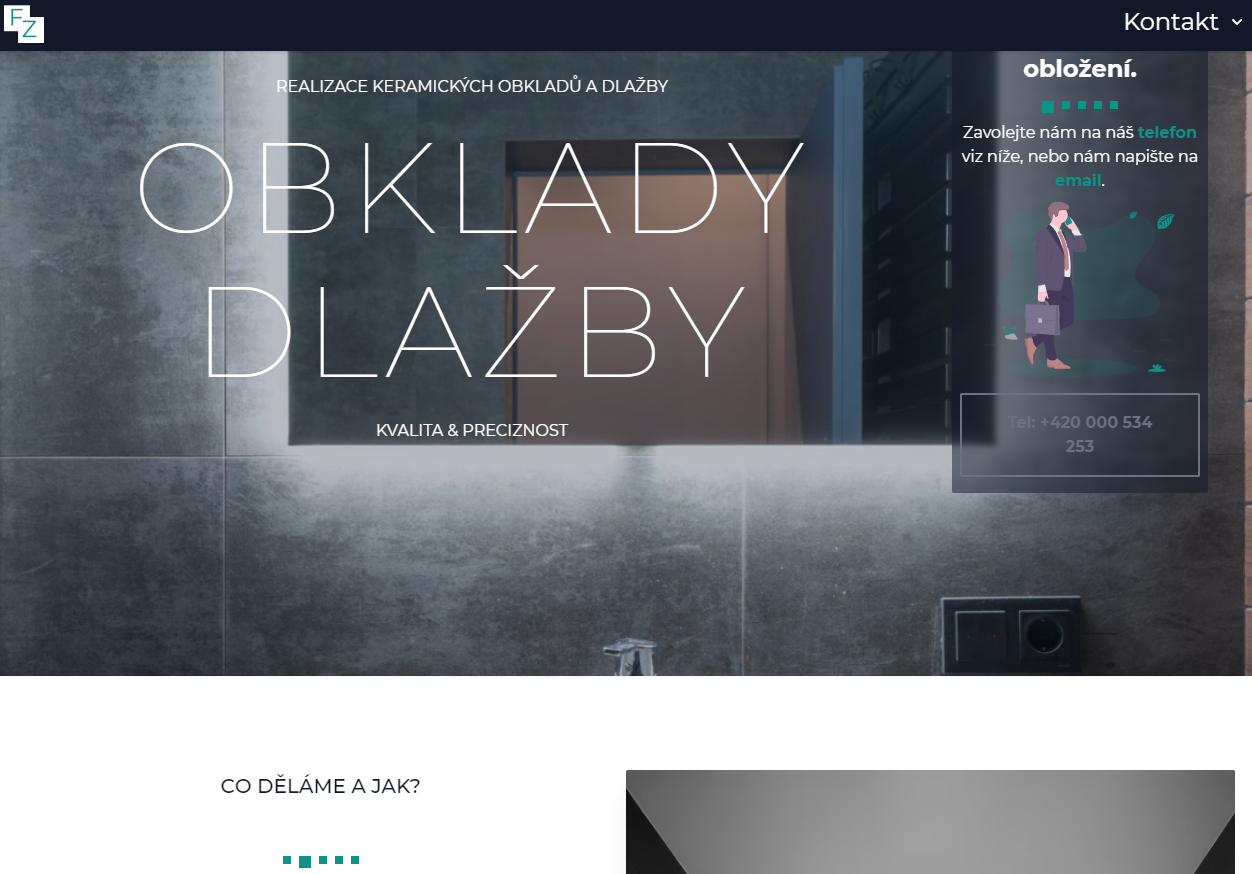 FZ
Kontakt
REALIZACE KERAMICKÝCH OBKLADŮ A DLAŽBY
OBKLADY
DLAŽBY
KVALITA & PRECIZNOST
obložení.
Zavolejte nám na náš telefon
viz níže, nebo nám napište na
email.
Tel: +420 000 534
253
CO DĚLÁME A JAK?